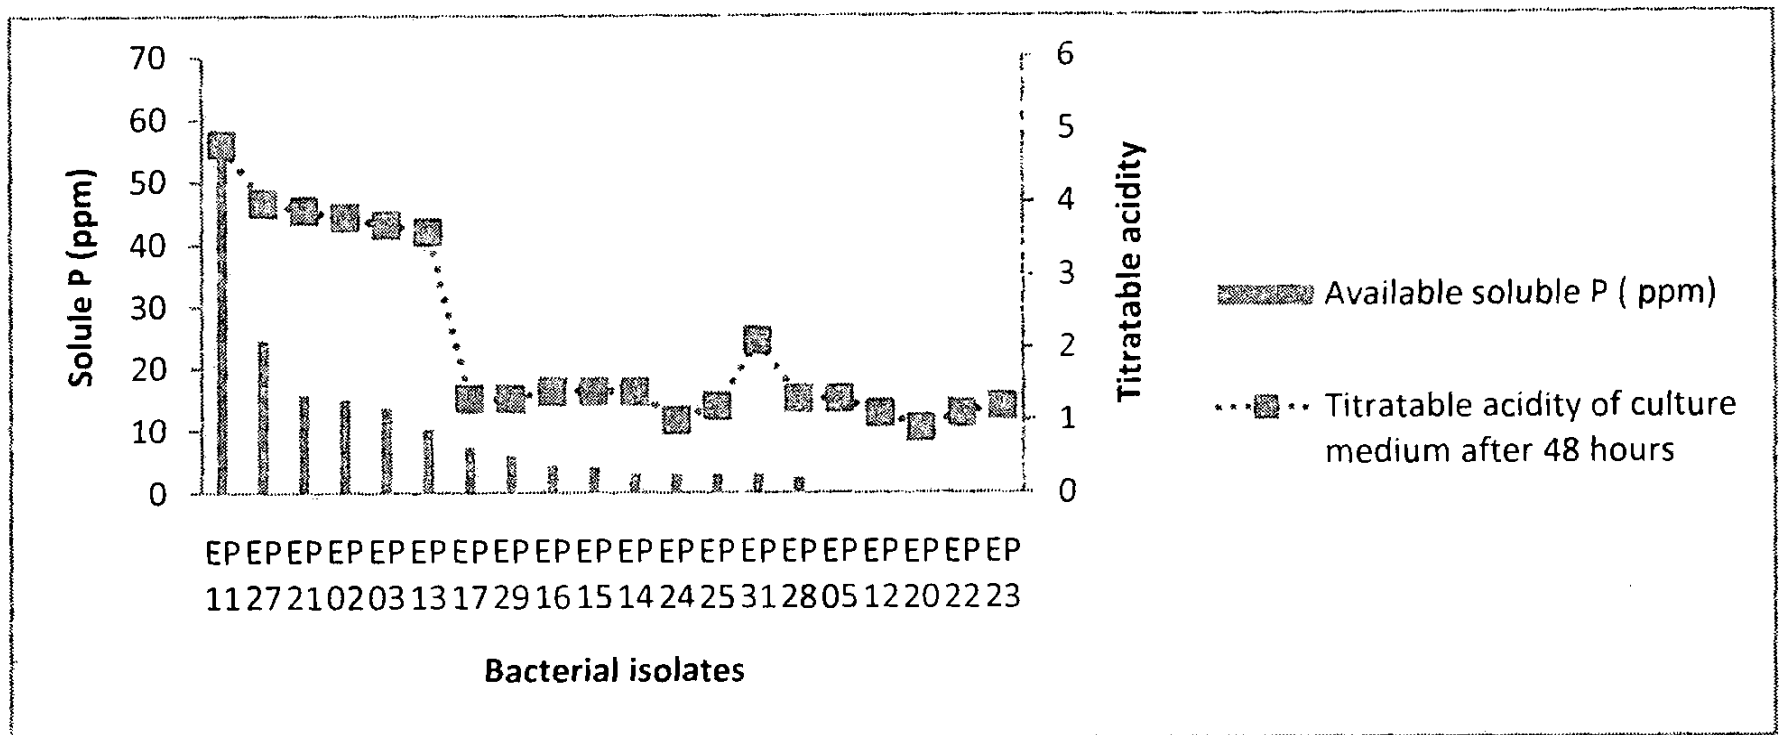 70
60
50
40
30
20
10
0
Solule P (ppm)
6
5
4
3
2
1
0
Titratable acidity
EP EP EP EP EP EP EP EP EP EP EP EP EP EP EP EP EP EP EP EP
11 27 21 02 03 13 17 29 16 15 14 24 25 31 28 05 12 20 22 23
Bacterial isolates
Available soluble P ( ppm)
Titratable acidity of culture
medium after 48 hours